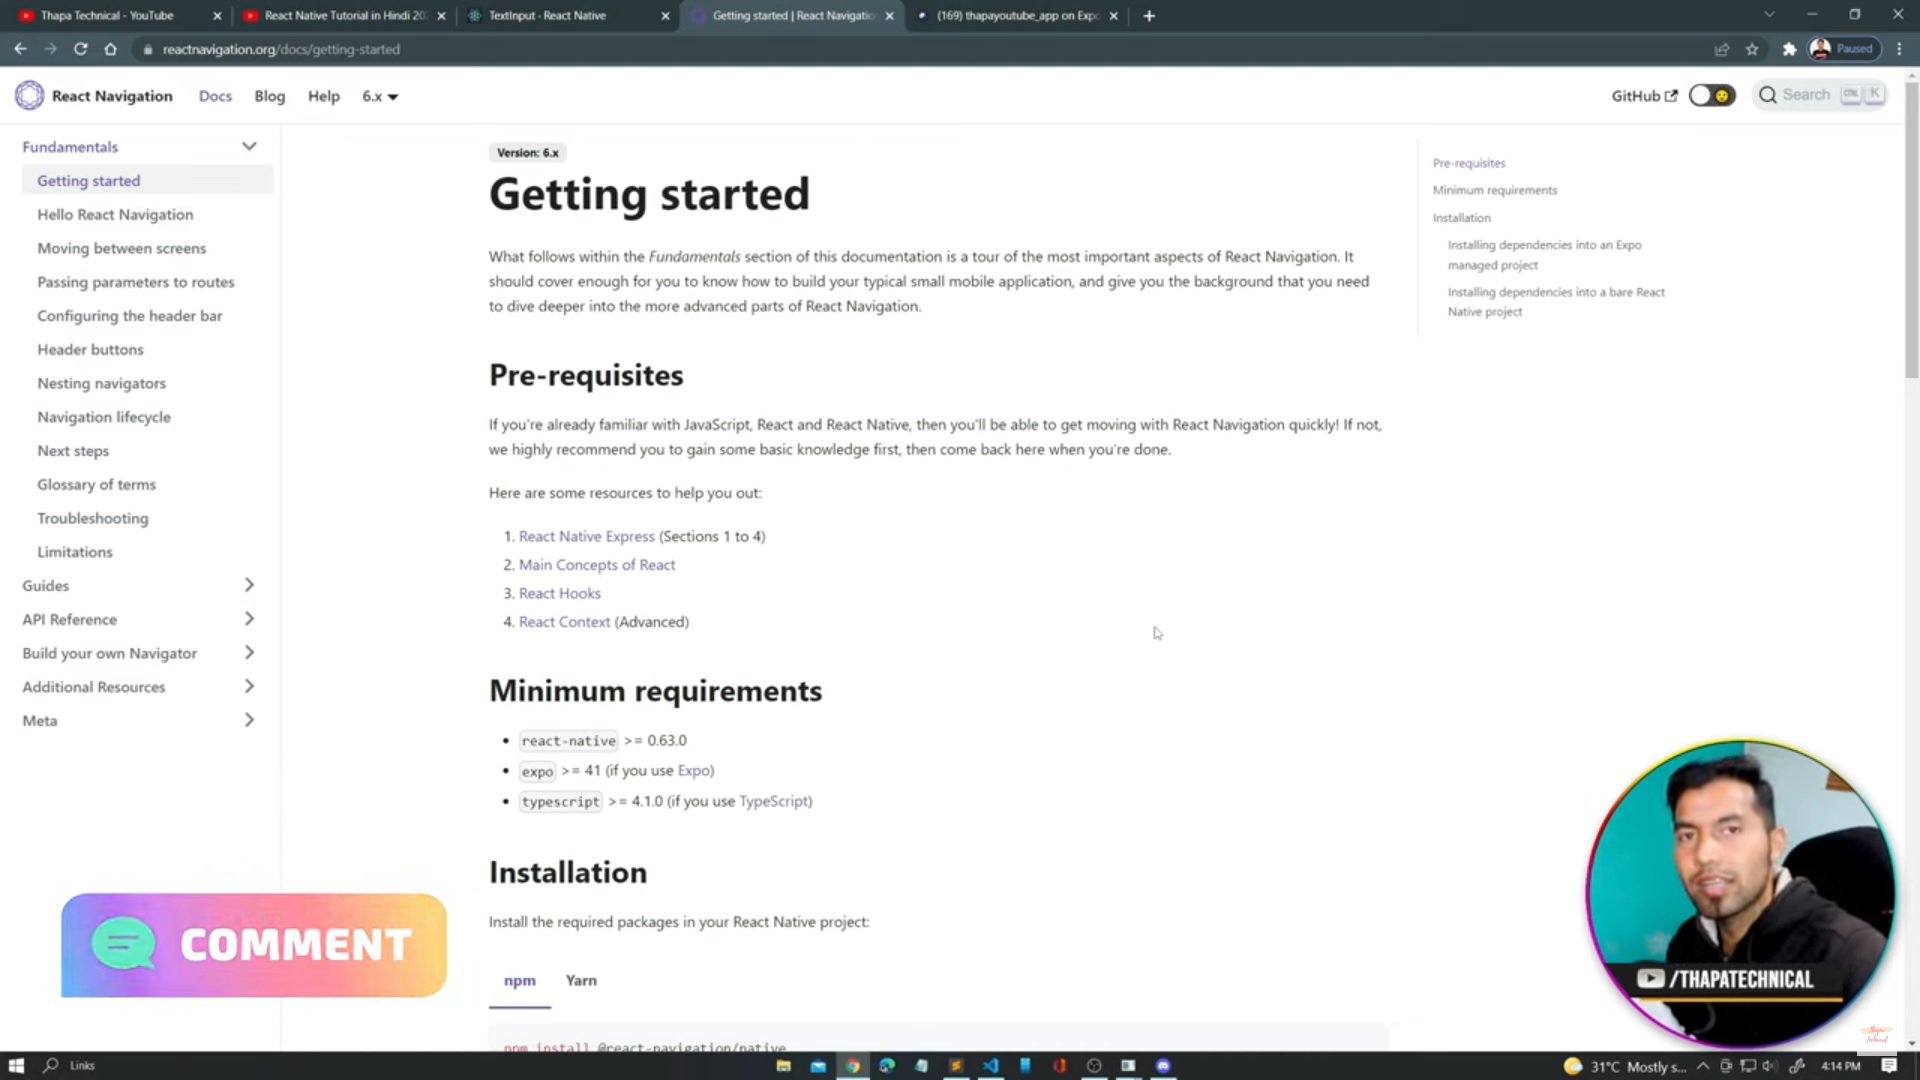 Thapa Technical - YouTube
React Native Tutorial in Hindi 20
TextInput · React Native
Getting started | React Navigatio
(169) thapayoutube_app on Expo
reactnavigation.org/docs/getting-started
Paused
React Navigation
Docs
Blog
Help
6.x
GitHub
Search
K
Fundamentals
Getting started
Hello React Navigation
Moving between screens
Passing parameters to routes
Configuring the header bar
Header buttons
Nesting navigators
Navigation lifecycle
Next steps
Glossary of terms
Troubleshooting
Limitations
Guides
API Reference
Build your own Navigator
Additional Resources
Meta
Version: 6.x
Getting started
What follows within the Fundamentals section of this documentation is a tour of the most important aspects of React Navigation. It
should cover enough for you to know how to build your typical small mobile application, and give you the background that you need
to dive deeper into the more advanced parts of React Navigation.
Pre-requisites
If you're already familiar with JavaScript, React and React Native, then you'll be able to get moving with React Navigation quickly! If not,
we highly recommend you to gain some basic knowledge first, then come back here when you're done.
Here are some resources to help you out:
1. React Native Express (Sections 1 to 4)
2. Main Concepts of React
3. React Hooks
4. React Context (Advanced)
Minimum requirements
• react-native >= 0.63.0
• expo >= 41 (if you use Expo)
• typescript >= 4.1.0 (if you use TypeScript)
Installation
Install the required packages in your React Native project:
npm
Yarn
npm install @react-navigation/native
Pre-requisites
Minimum requirements
Installation
Installing dependencies into an Expo
managed project
Installing dependencies into a bare React
Native project
COMMENT
/THAPATECHNICAL
Links
31°C Mostly s...
4:14 PM